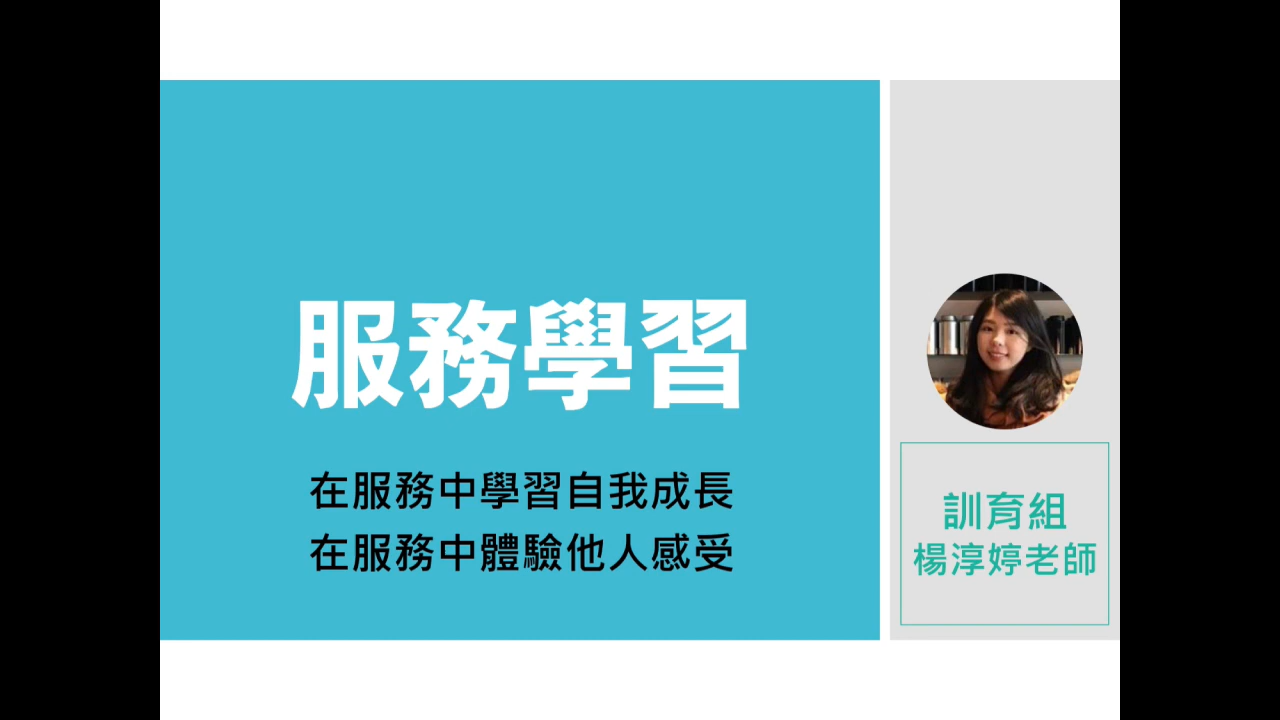 服務學習
在服務中學習自我成長
在服務中體驗他人感受
訓育組
楊淳婷老師